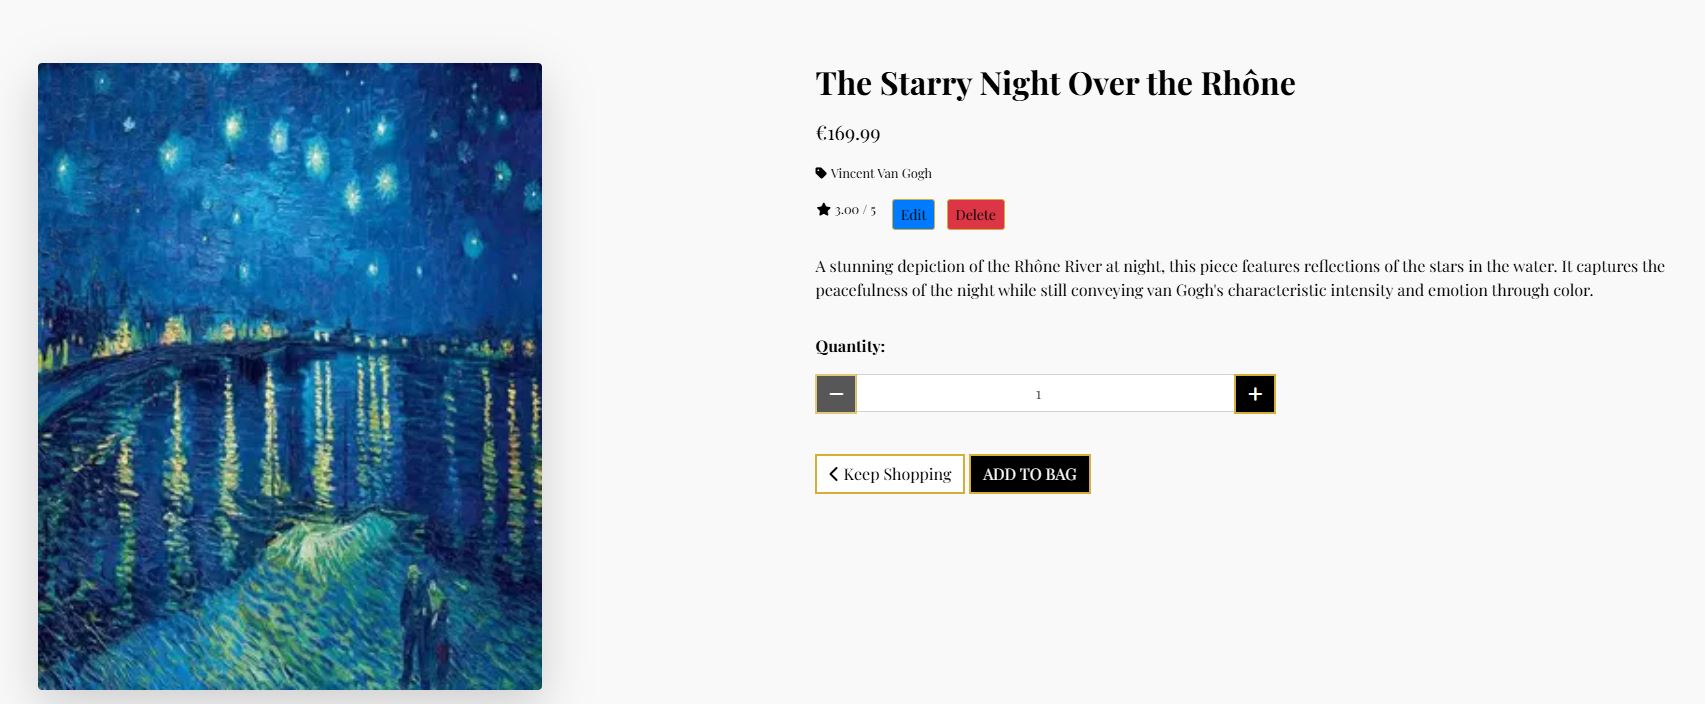 The Starry Night Over the Rhône
€169.99
Vincent Van Gogh
3.00 / 5 Edit Delete
A stunning depiction of the Rhône River at night, this piece features reflections of the stars in the water. It captures the
peacefulness of the night while still conveying van Gogh's characteristic intensity and emotion through color.
Quantity:
1
Keep Shopping ADD TO BAG